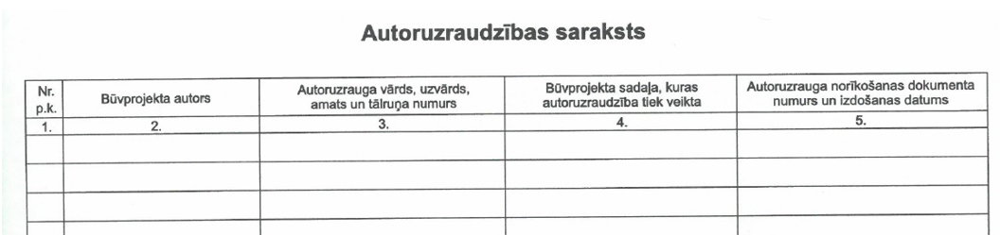 Autoruzraudzības saraksts
Nr.
p.k.
Būvprojekta autors
Autoruzrauga vārds, uzvārds,
amats un tālruņa numurs
Būvprojekta sadaļa, kuras
autoruzraudzība tiek veikta
Autoruzrauga norīkošanas dokumenta
numurs un izdošanas datums
1.
2.
3.
4.
5.